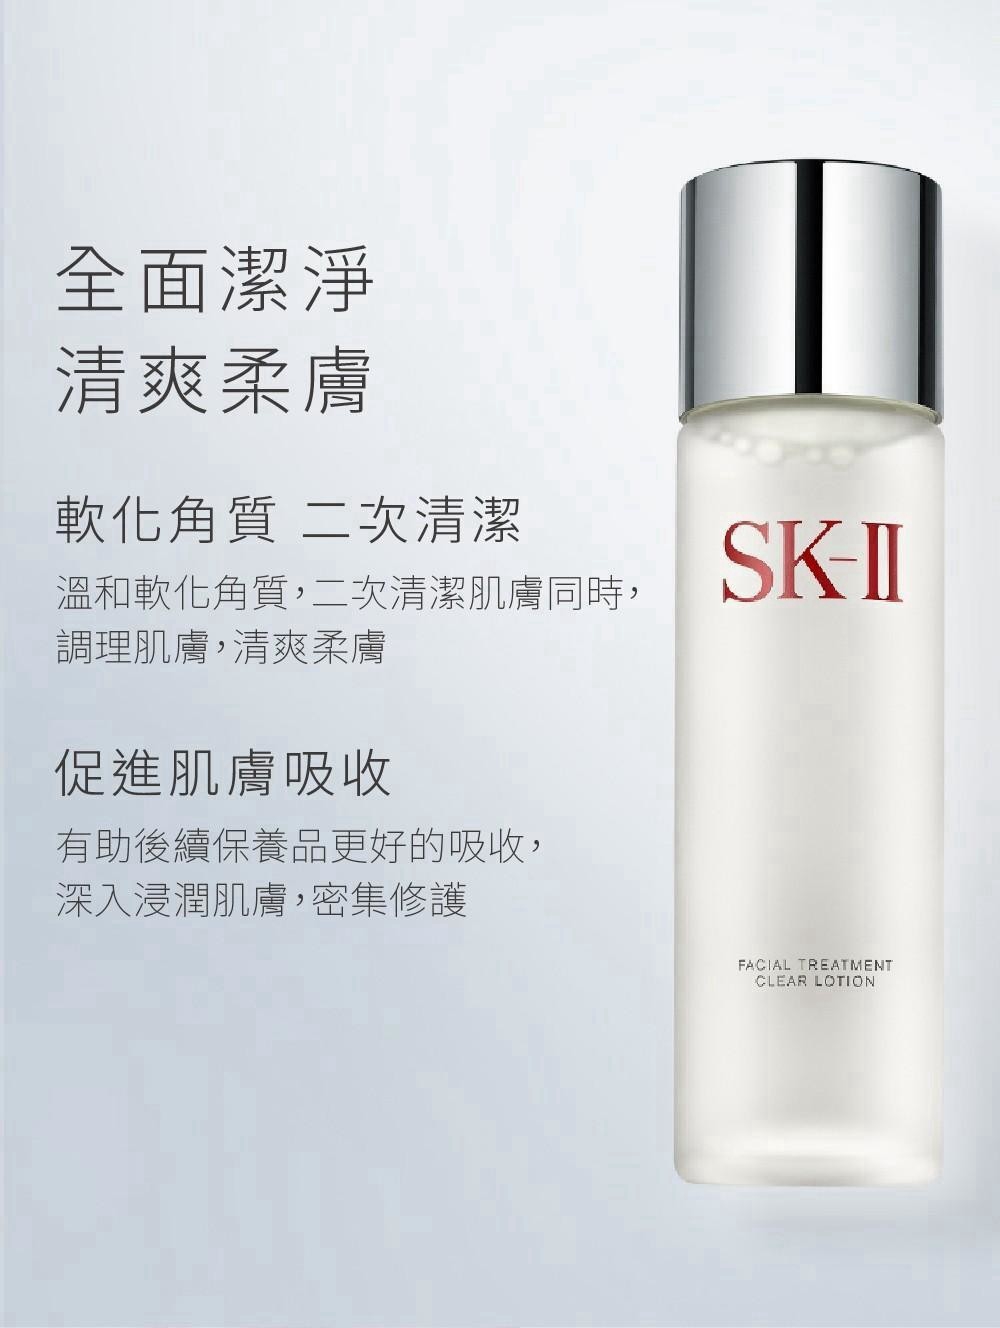 全面潔淨
清爽柔膚
軟化角質 二次清潔
溫和軟化角質，二次清潔肌膚同時，
調理肌膚，清爽柔膚
促進肌膚吸收
有助後續保養品更好的吸收，
深入浸潤肌膚，密集修護
SK-II
FACIAL TREATMENT
CLEAR LOTION